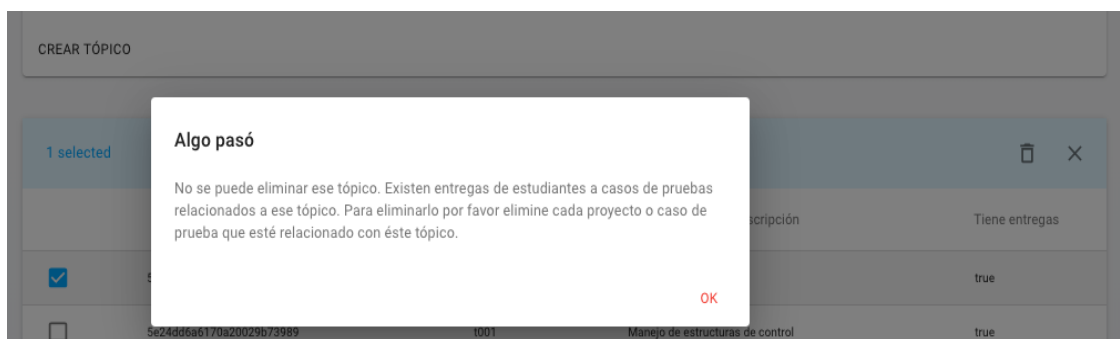 CREAR TÓPICO
Algo pasó
1 selected
No se puede eliminar ese tópico. Existen entregas de estudiantes a casos de pruebas
relacionados a ese tópico. Para eliminarlo por favor elimine cada proyecto o caso de
prueba que esté relacionado con éste tópico.
scripción Tiene entregas
true
OK
5e24dd6a6170a20029b73989 t001 Manejo de estructuras de control true